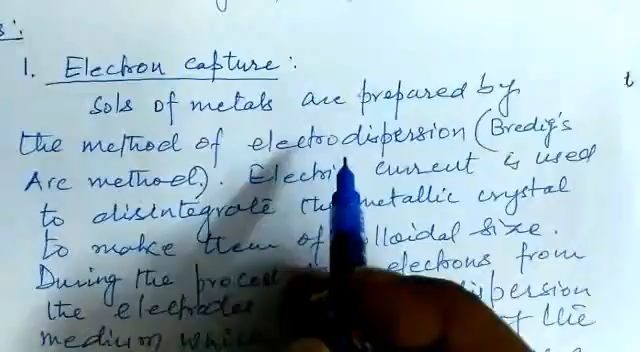 s:
1. Electron capture:
Sols of metals are prepared by
the method of electrodispersion (Bredig's
Arc method). Electric current is used
to disintegrate the metallic crystal
to make them of colloidal size.
During the process electrons from
the electrodes dispersion
medium which the
t